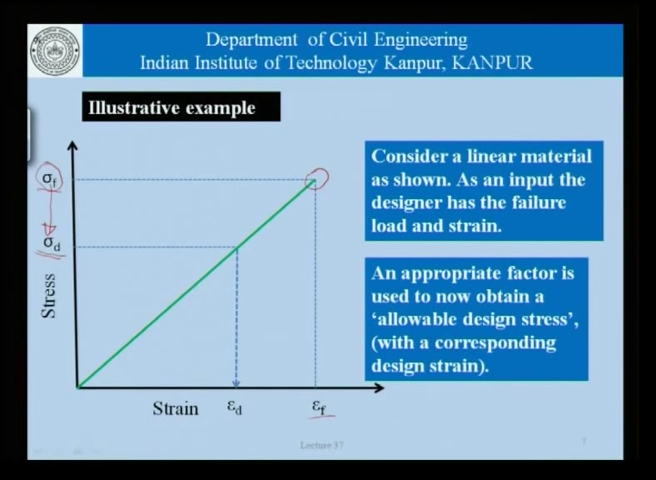 Department of Civil Engineering
Indian Institute of Technology Kanpur, KANPUR
Illustrative example
σf
σd
Stress
Strain
εd
εf
Consider a linear material
as shown. As an input the
designer has the failure
load and strain.
An appropriate factor is
used to now obtain a
‘allowable design stress’,
(with a corresponding
design strain).
Lecture 37
7